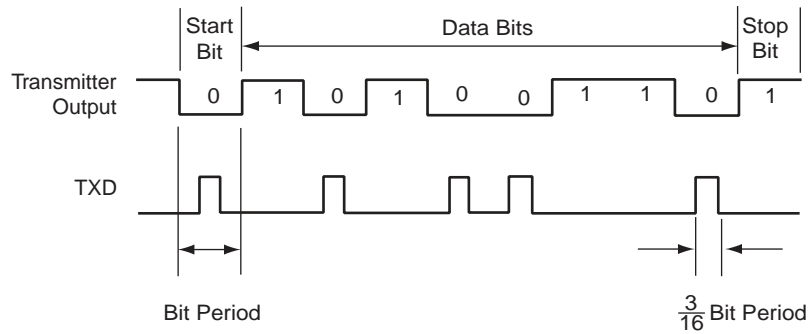 Start
Bit
Data Bits
Stop
Bit
Transmitter
Output
0 1 0 1 0 0 1 1 0 1
TXD
Bit Period
3/16 Bit Period